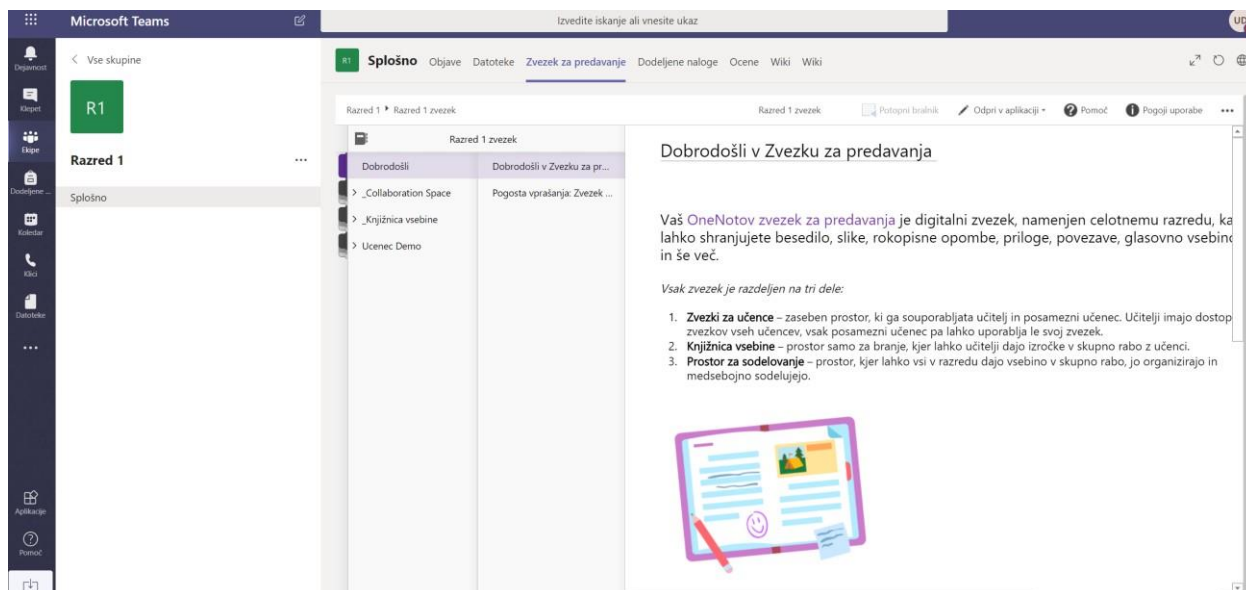 Microsoft Teams
Izvedite iskanje ali vnesite ukaz
UD
Dejavnost
Klepet
Ekipe
Dodeljene ...
Koledar
Klici
Datoteke
Aplikacije
Pomoč
Vse skupine
R1
Razred 1
Splošno
R1 Splošno Objave Datoteke Zvezek za predavanje Dodeljene naloge Ocene Wiki Wiki
Razred 1 Razred 1 zvezek
Razred 1 zvezek Potopni bralnik Odpri v aplikaciji Pomoč Pogoji uporabe
Razred 1 zvezek
Dobrodošli
_Collaboration Space
_Knjižnica vsebine
Ucenec Demo
Dobrodošli v Zvezku za pr...
Pogosta vprašanja: Zvezek ...
Dobrodošli v Zvezku za predavanja
Vaš OneNotov zvezek za predavanja je digitalni zvezek, namenjen celotnemu razredu, ka
lahko shranjujete besedilo, slike, rokopisne opombe, priloge, povezave, glasovno vsebino
in še več.
Vsak zvezek je razdeljen na tri dele:
1. Zvezki za učence – zaseben prostor, ki ga souporabljata učitelj in posamezni učenec. Učitelji imajo dostop
zvezkov vseh učencev, vsak posamezni učenec pa lahko uporablja le svoj zvezek.
2. Knjižnica vsebine – prostor samo za branje, kjer lahko učitelji dajo izročke v skupno rabo z učenci.
3. Prostor za sodelovanje – prostor, kjer lahko vsi v razredu dajo vsebino v skupno rabo, jo organizirajo in
medsebojno sodelujejo.